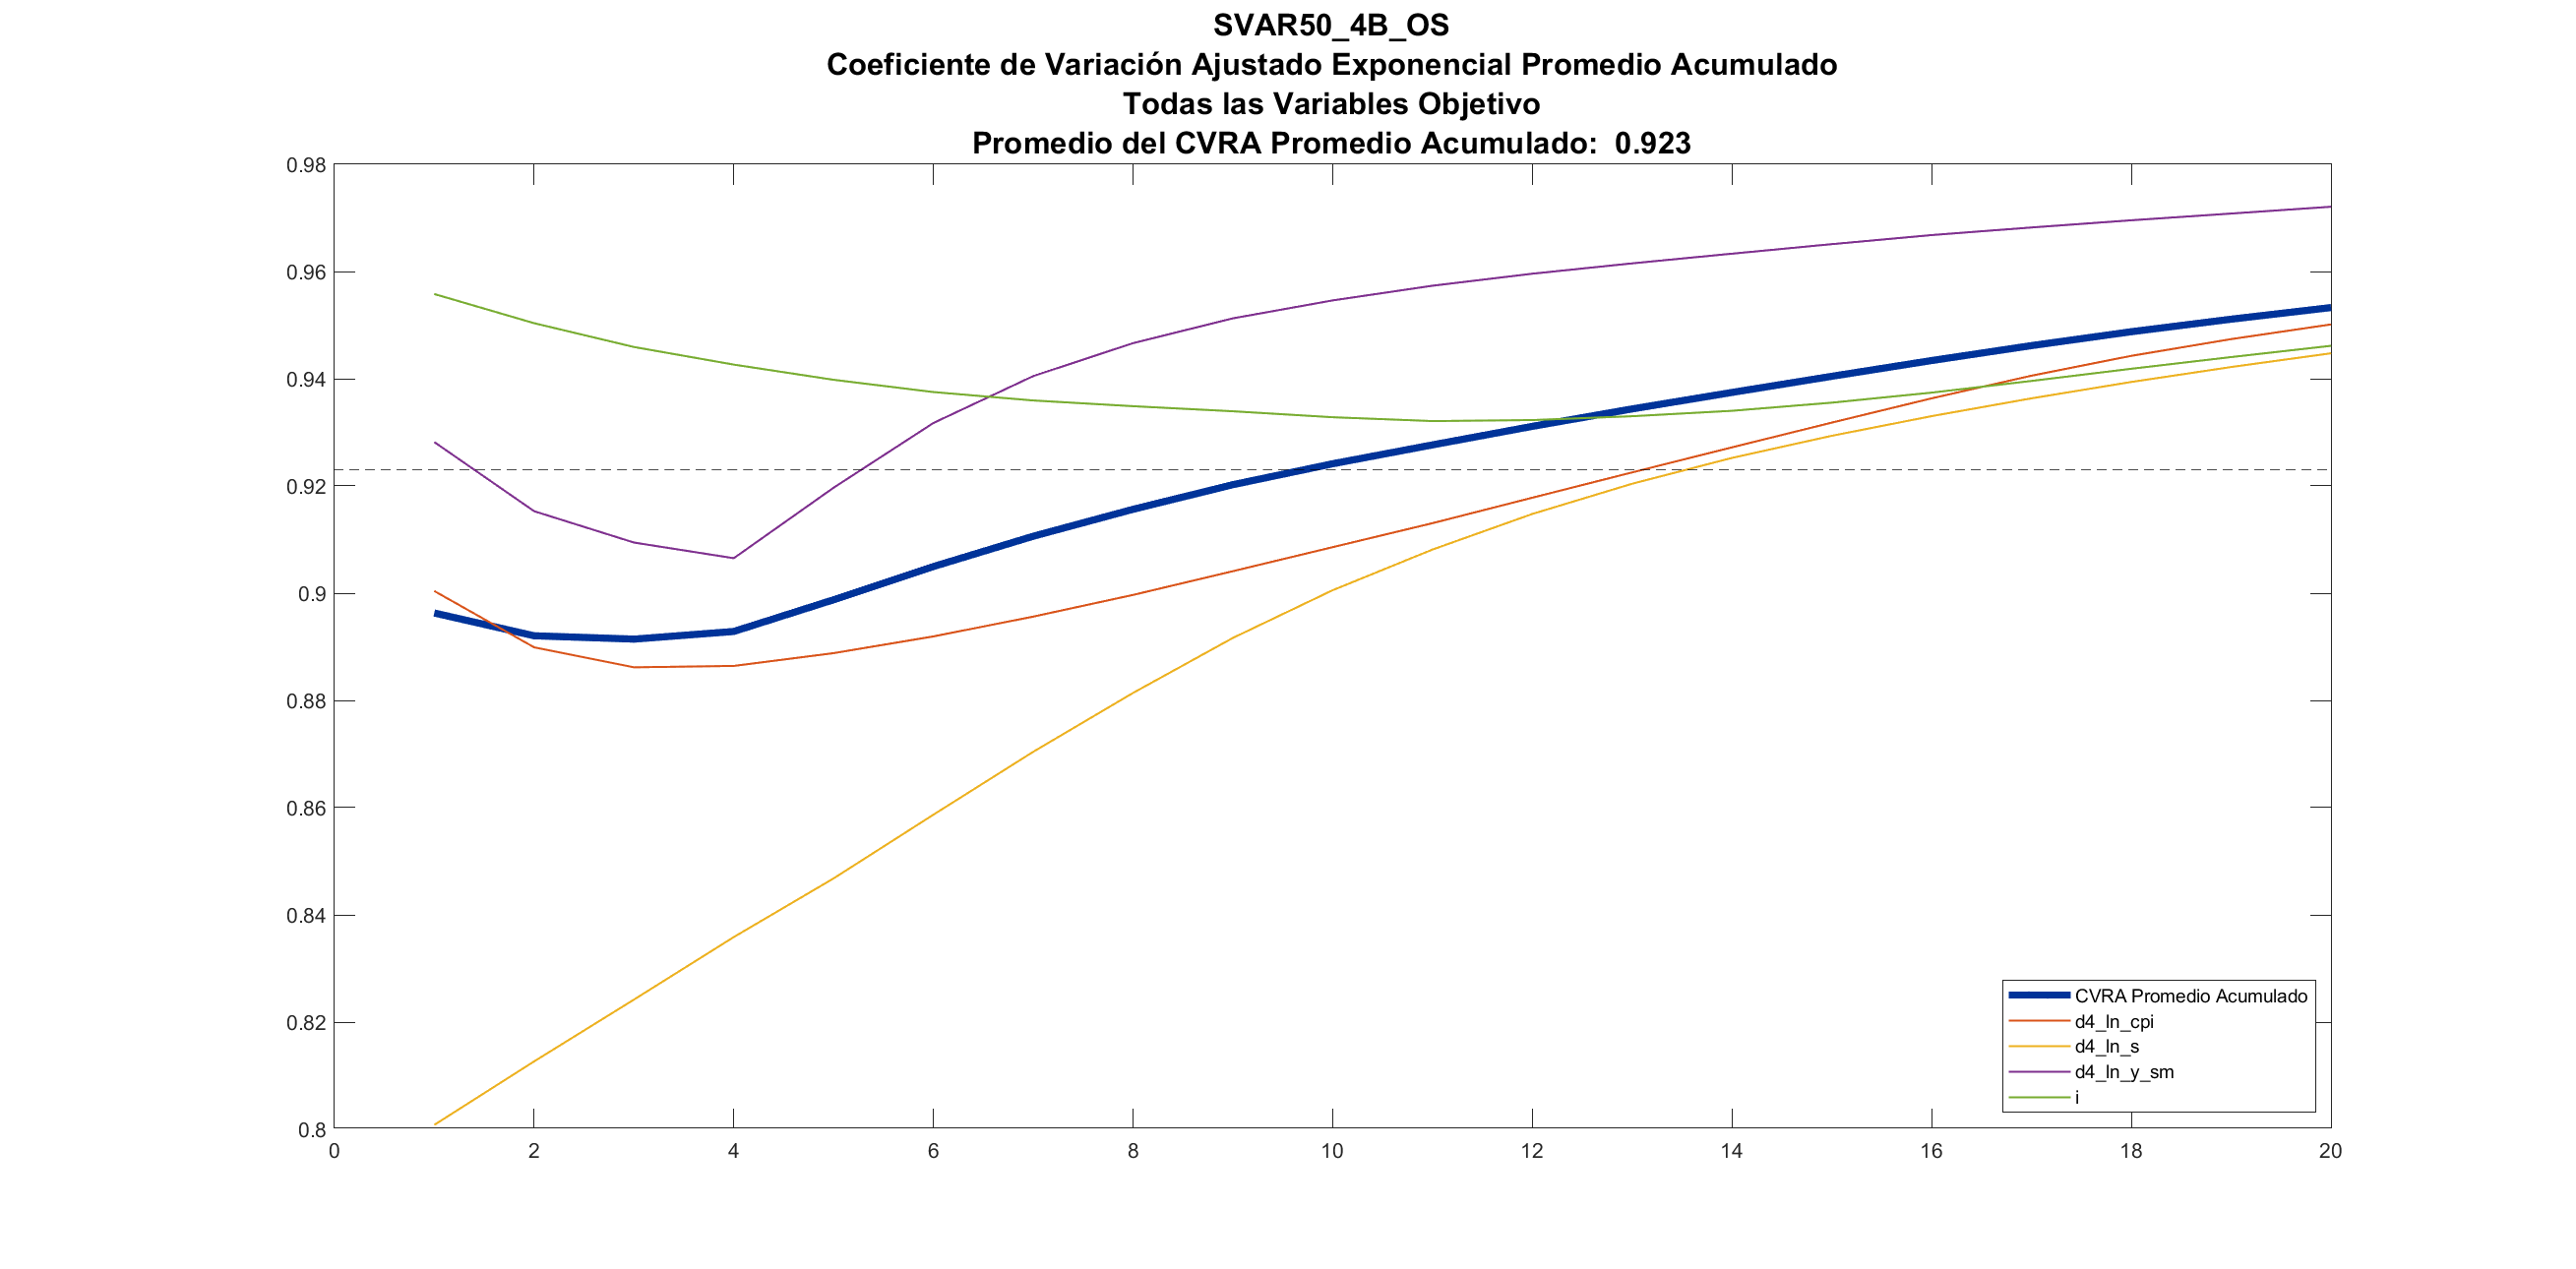 SVAR50_4B_OS
Coeficiente de Variación Ajustado Exponencial Promedio Acumulado
Todas las Variables Objetivo
Promedio del CVRA Promedio Acumulado:  0.923
0.98
0.96
0.94
0.92
0.9
0.88
0.86
0.84
0.82
0.8
0 2 4 6 8 10 12 14 16 18 20
CVRA Promedio Acumulado
d4_ln_cpi
d4_ln_s
d4_ln_y_sm
i